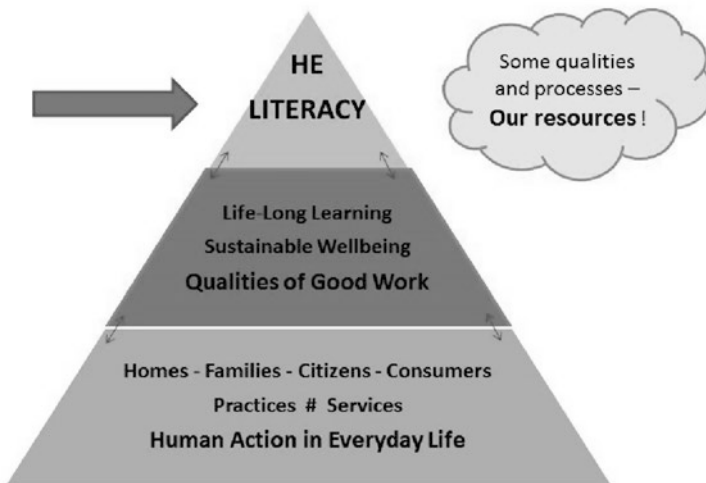 HE
LITERACY
Some qualities
and processes –
Our resources !
Life-Long Learning
Sustainable Wellbeing
Qualities of Good Work
Homes - Families - Citizens - Consumers
Practices # Services
Human Action in Everyday Life